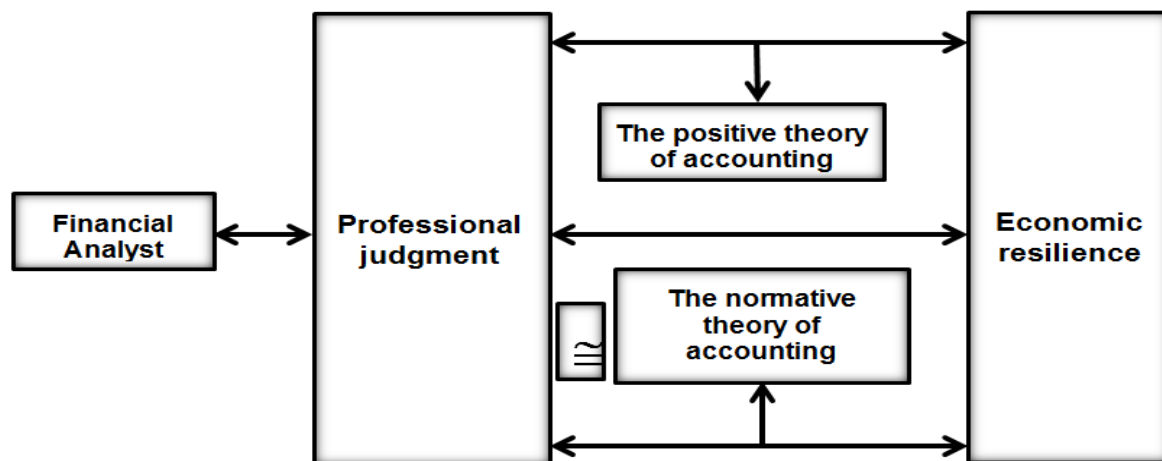 The positive theory
of accounting
Financial
Analyst
Professional
judgment
Economic
resilience
The normative
theory of
accounting
≅